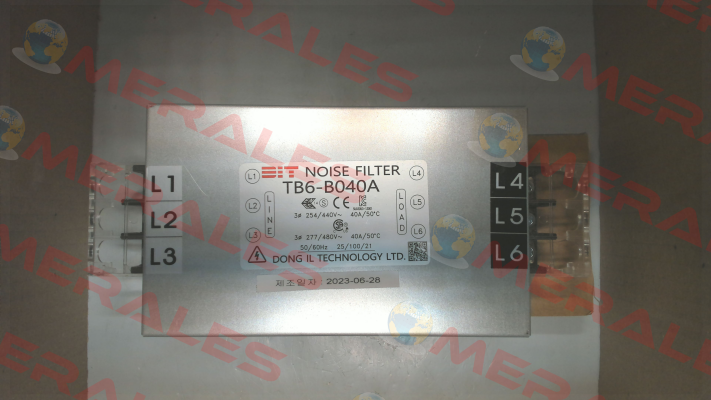 MERALES
DIT NOISE FILTER
TB6-B040A
L1
L2
L3
LINE
LOAD
L4
L5
L6
3ø 254/440V~ 40A/50°C
3ø 277/480V~ 40A/50°C
50/60Hz 25/100/21
DONG IL TECHNOLOGY LTD.
제조일자 : 2023-06-28
L1
L2
L3
L4
L5
L6